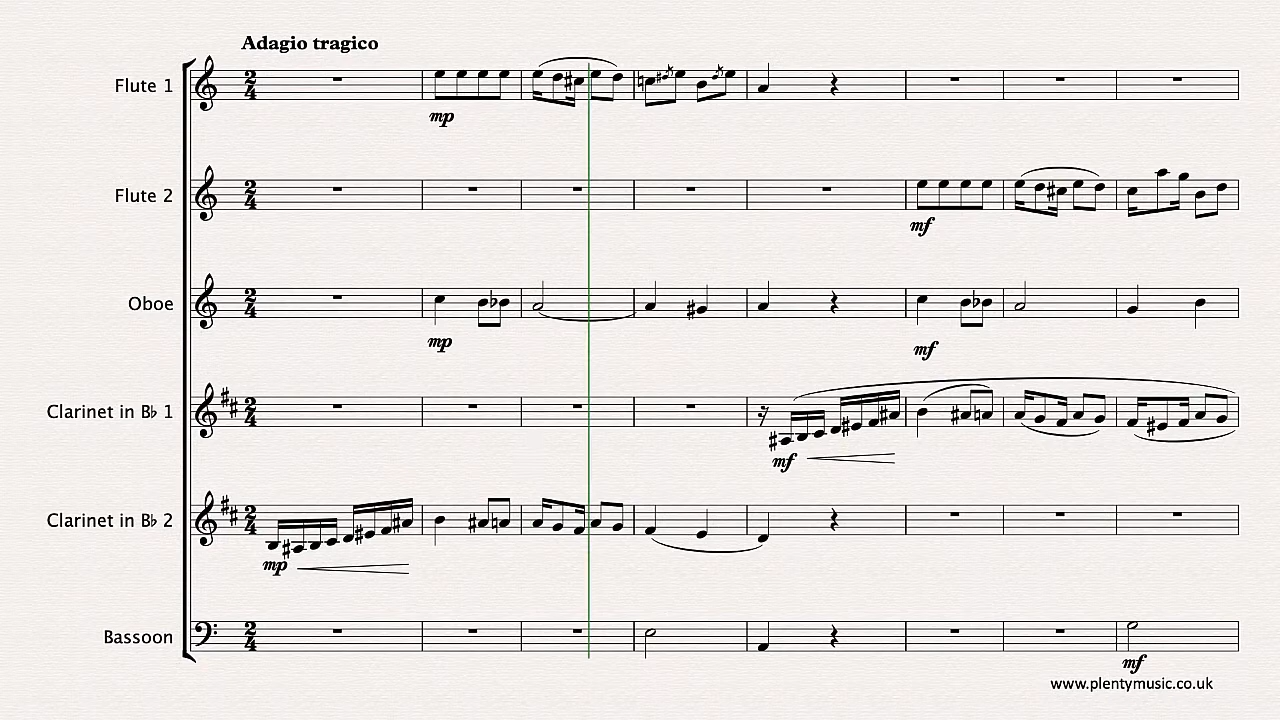 Adagio tragico
Flute 1
mp
Flute 2
mf
Oboe
mp
mf
Clarinet in B♭ 1
mf
Clarinet in B♭ 2
mp
Bassoon
mf
www.plentymusic.co.uk